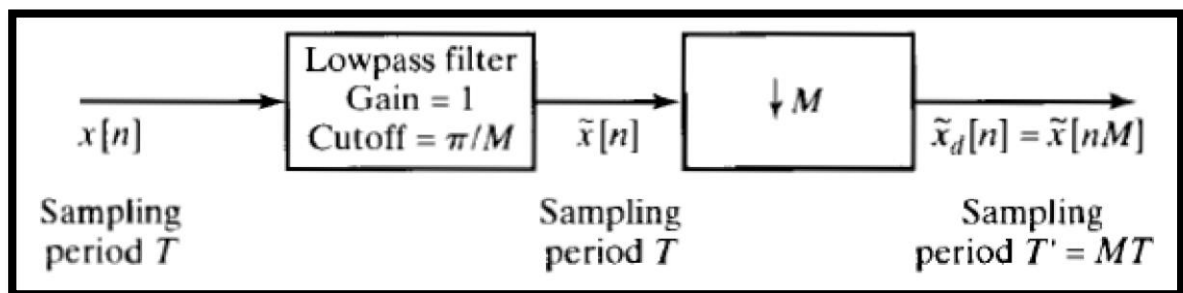 Lowpass filter
Gain = 1
Cutoff = π/M
↓ M
x[n]
x̃[n]
x̃_d[n] = x̃[nM]
Sampling
period T
Sampling
period T
Sampling
period T' = MT